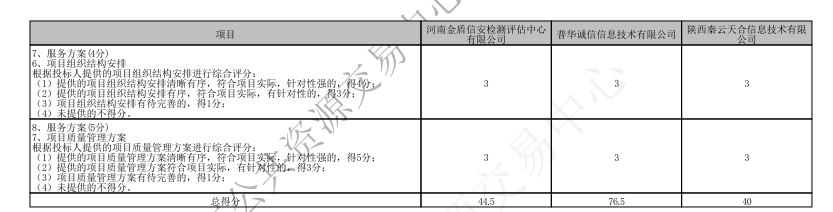 项目
河南金盾信安检测评估中心有限公司
普华诚信信息技术有限公司
陕西秦云天合信息技术有限公司
7、服务方案(4分)
6、项目组织结构安排
根据投标人提供的项目组织结构安排进行综合评分:
（1）提供的项目组织结构安排清晰有序，符合项目实际，针对性强的，得4分；
（2）提供的项目组织结构安排有序，符合项目实际，有针对性的，得3分；
（3）项目组织结构安排有待完善的，得1分；
（4）未提供的不得分。
3
3
3
8、服务方案(5分)
7、项目质量管理方案
根据投标人提供的项目质量管理方案进行综合评分:
（1）提供的项目质量管理方案清晰有序，符合项目实际，针对性强的，得5分；
（2）提供的项目质量管理方案符合项目实际，有针对性的，得3分；
（3）项目质量管理方案有待完善的，得1分；
（4）未提供的不得分。
3
3
3
总得分
44.5
76.5
40
公共资源交易中心
交易中心